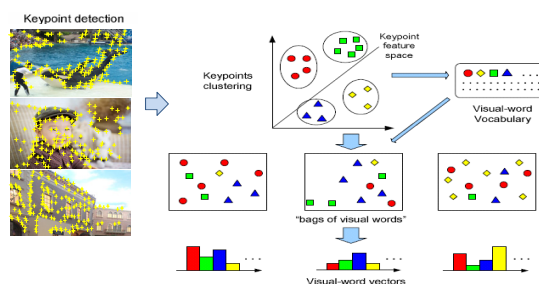 Keypoint detection
Keypoints
clustering
Keypoint
feature
space
Visual-word
Vocabulary
"bags of visual words"
Visual-word vectors